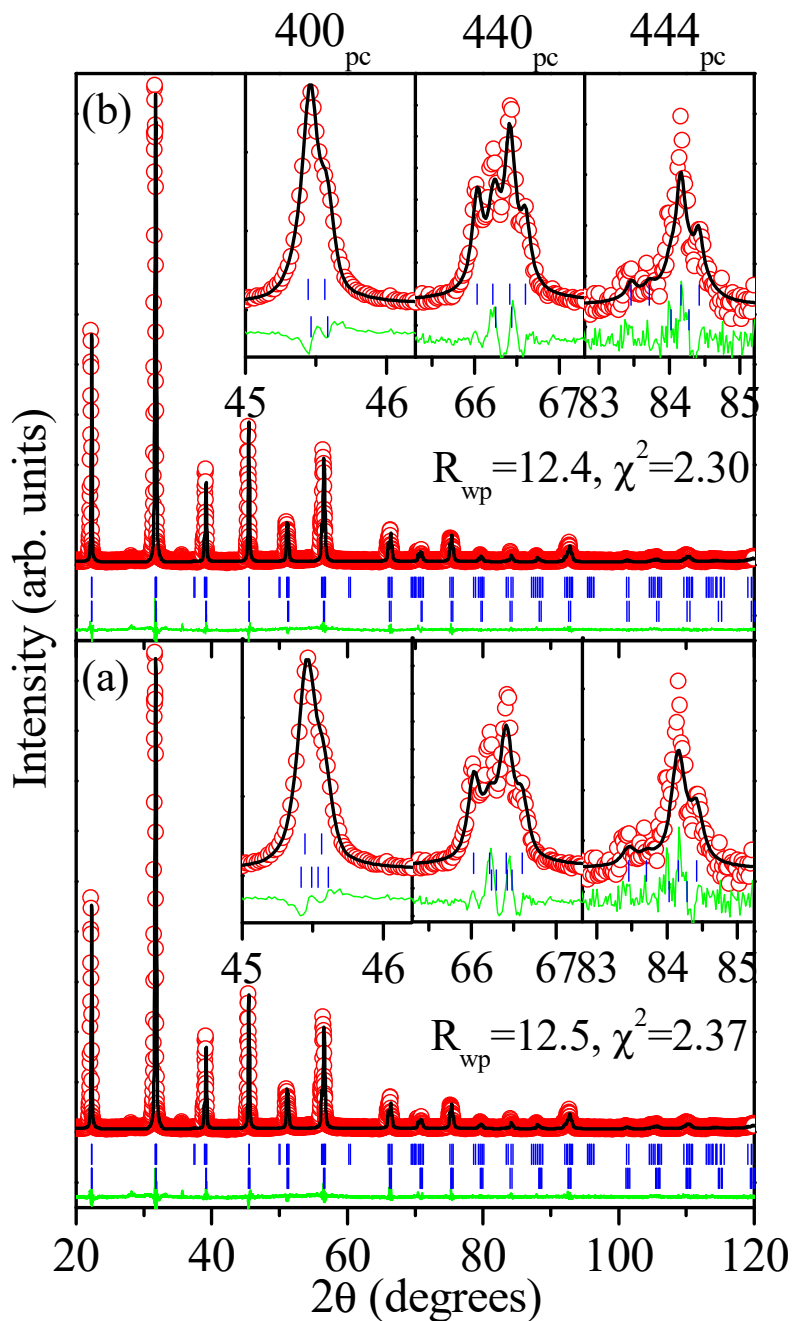 400pc 440pc 444pc
(b)
45 46 66 67 83 84 85
Rwp=12.4, χ²=2.30
(a)
45 46 66 67 83 84 85
Rwp=12.5, χ²=2.37
20 40 60 80 100 120
2θ (degrees)
Intensity (arb. units)